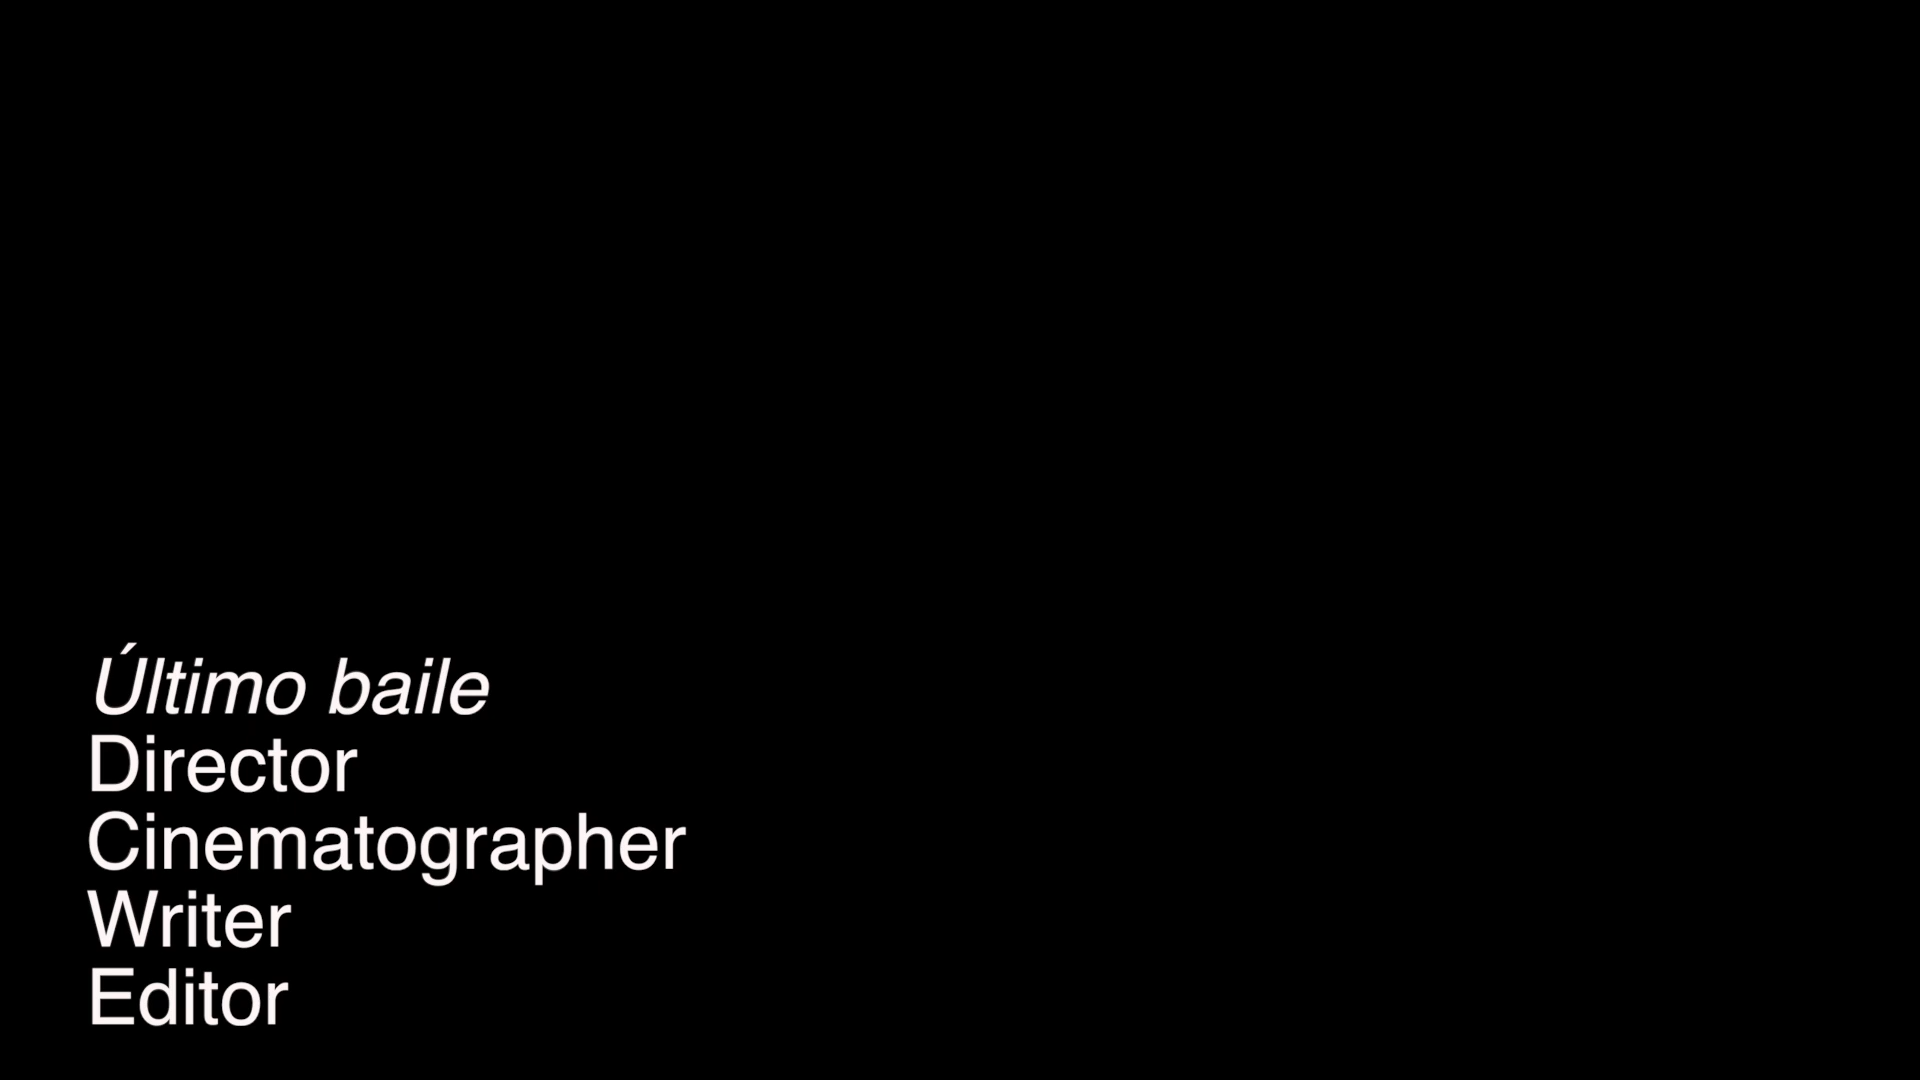 Último baile
Director
Cinematographer
Writer
Editor